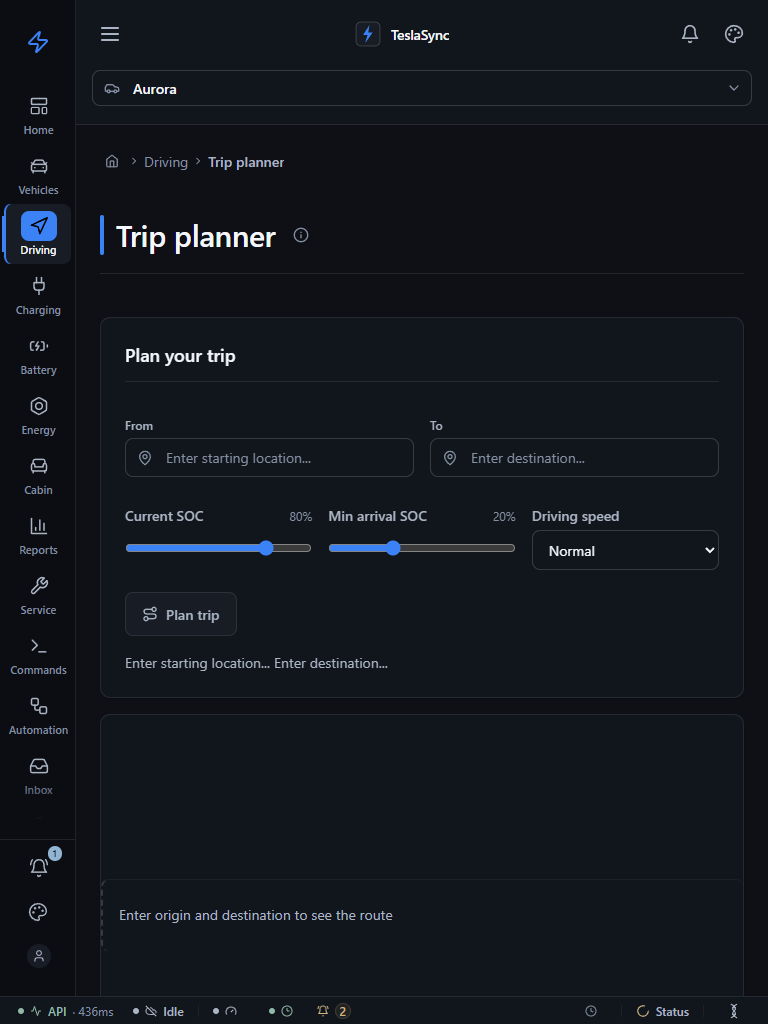 TeslaSync
Aurora
Home
Vehicles
Driving
Charging
Battery
Energy
Cabin
Reports
Service
Commands
Automation
Inbox
1
Driving
Trip planner
Trip planner
Plan your trip
From
To
Enter starting location...
Enter destination...
Current SOC
80%
Min arrival SOC
20%
Driving speed
Normal
Plan trip
Enter starting location... Enter destination...
Enter origin and destination to see the route
API · 436ms
Idle
2
Status